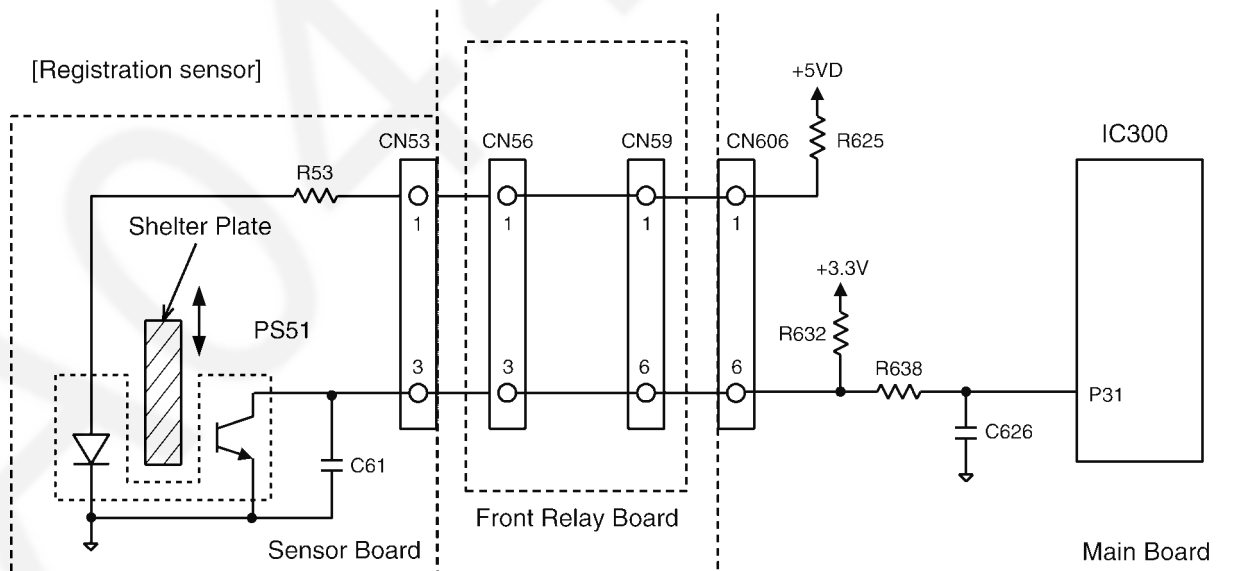 [Registration sensor]
+5VD
CN53
CN56
CN59
CN606
R625
IC300
R53
1
1
1
1
Shelter Plate
+3.3V
PS51
R632
3
3
6
6
R638
P31
C61
C626
Front Relay Board
Sensor Board
Main Board